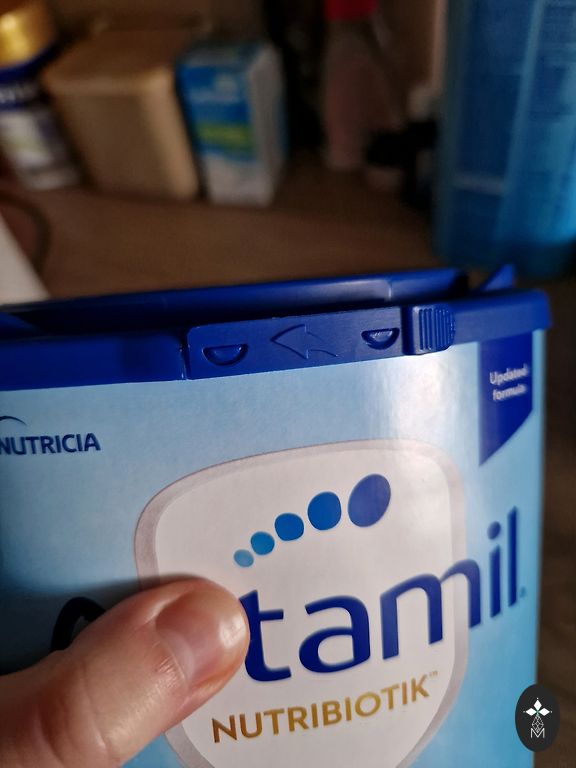 Updated
formula
NUTRICIA
tamil
NUTRIBIOTIK™